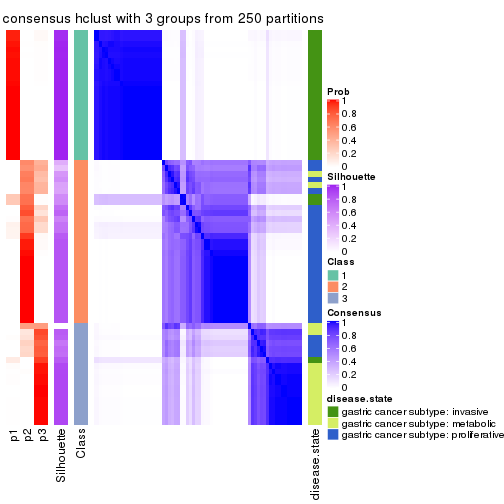 consensus hclust with 3 groups from 250 partitions
Prob
1
0.8
0.6
0.4
0.2
0
Silhouette
1
0.8
0.6
0.4
0.2
0
Class
1
2
3
Consensus
1
0.8
0.6
0.4
0.2
0
disease.state
gastric cancer subtype: invasive
gastric cancer subtype: metabolic
gastric cancer subtype: proliferative
p1
p2
p3
Silhouette
Class
disease.state